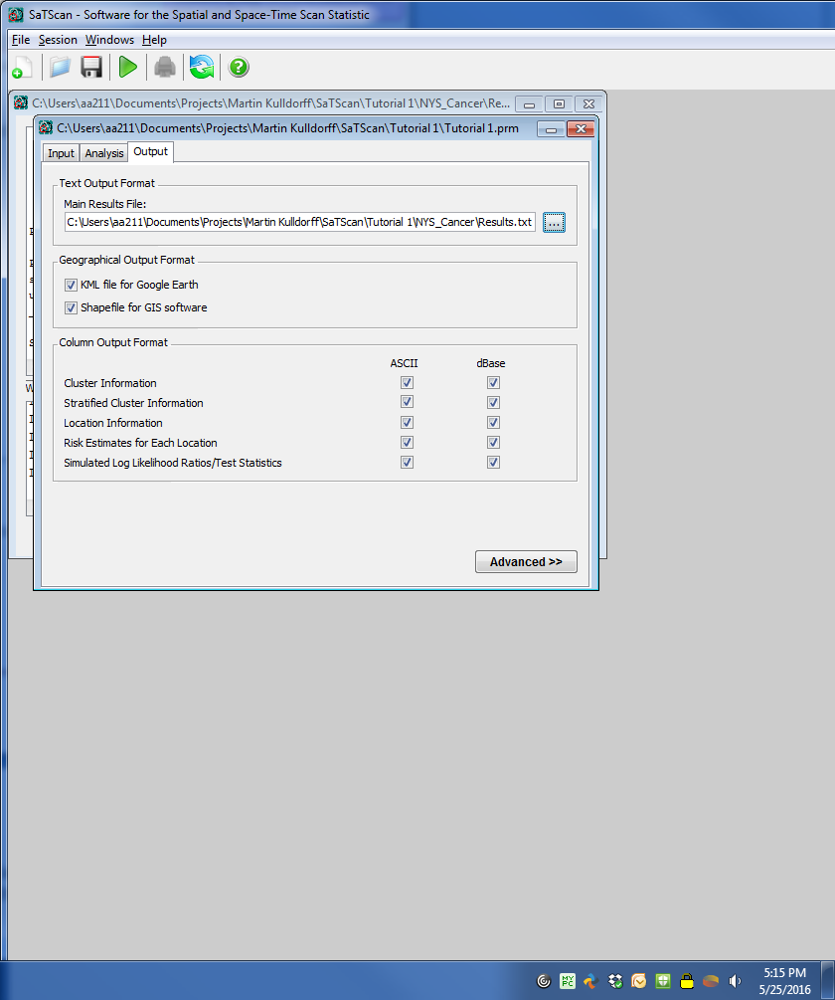 SaTScan - Software for the Spatial and Space-Time Scan Statistic
File Session Windows Help
C:\Users\aa211\Documents\Projects\Martin Kulldorff\SaTScan\Tutorial 1\NYS_Cancer\Re...
C:\Users\aa211\Documents\Projects\Martin Kulldorff\SaTScan\Tutorial 1\Tutorial 1.prm
Input Analysis Output
Text Output Format
Main Results File:
C:\Users\aa211\Documents\Projects\Martin Kulldorff\SaTScan\Tutorial 1\NYS_Cancer\Results.txt ...
Geographical Output Format
KML file for Google Earth
Shapefile for GIS software
Column Output Format
ASCII dBase
Cluster Information
Stratified Cluster Information
Location Information
Risk Estimates for Each Location
Simulated Log Likelihood Ratios/Test Statistics
Advanced >>
MY PC
5:15 PM
5/25/2016